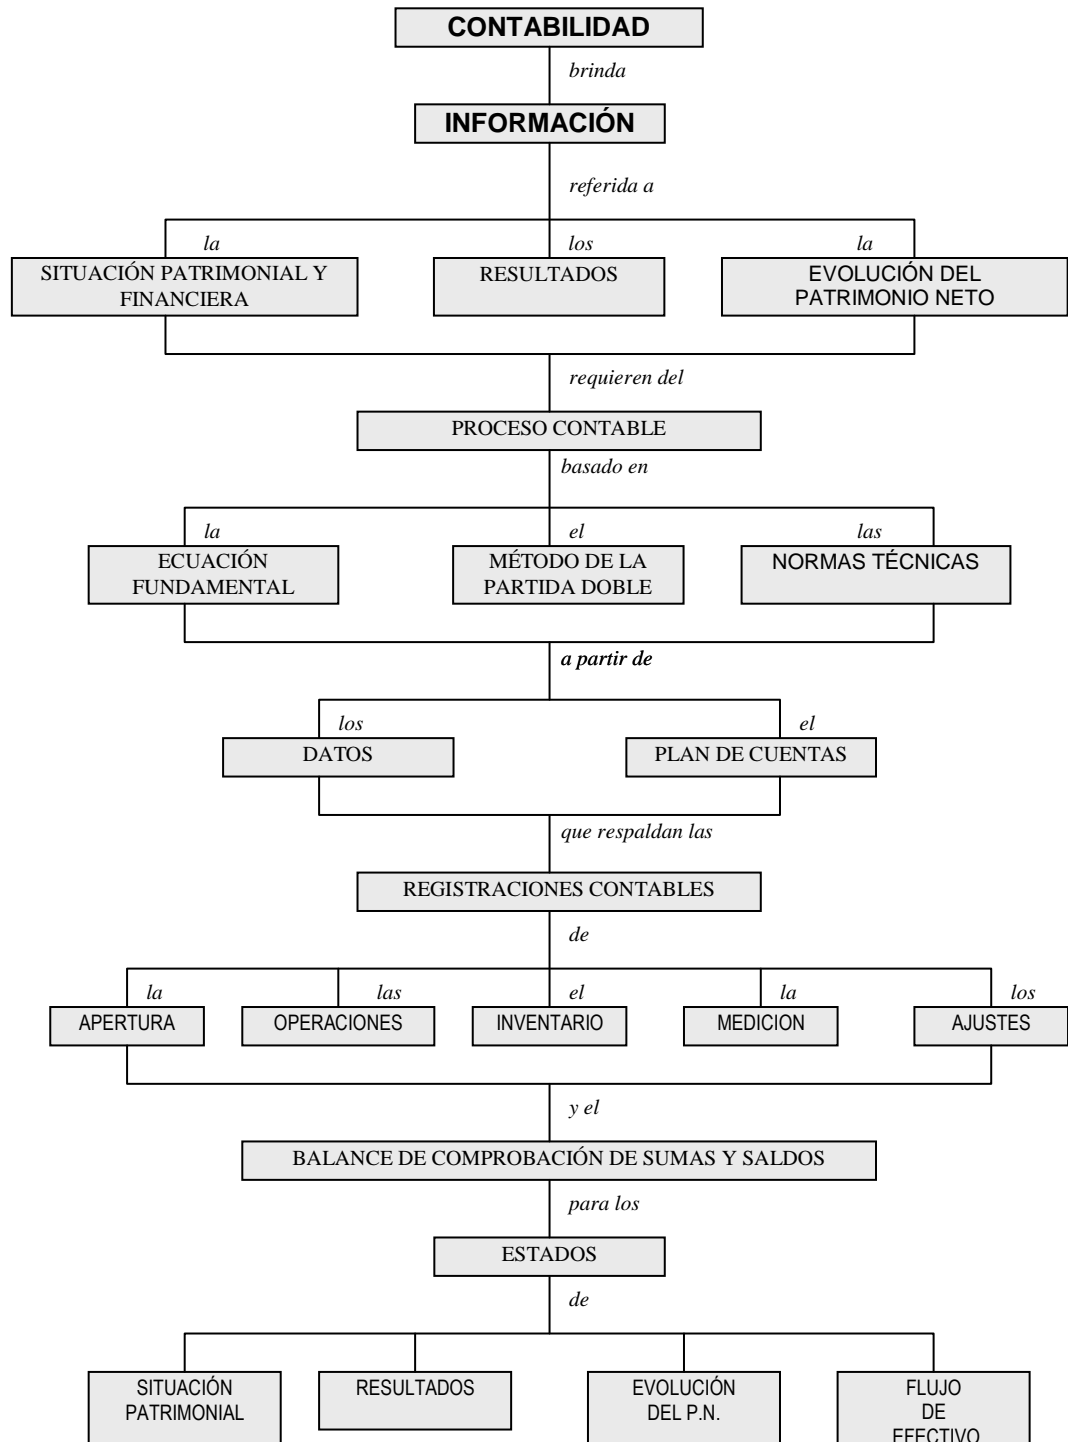 CONTABILIDAD
brinda
INFORMACIÓN
referida a
la
los
la
SITUACIÓN PATRIMONIAL Y
FINANCIERA
RESULTADOS
EVOLUCIÓN DEL
PATRIMONIO NETO
requieren del
PROCESO CONTABLE
basado en
la
el
las
ECUACIÓN
FUNDAMENTAL
MÉTODO DE LA
PARTIDA DOBLE
NORMAS TÉCNICAS
a partir de
los
el
DATOS
PLAN DE CUENTAS
que respaldan las
REGISTRACIONES CONTABLES
de
la
las
el
la
los
APERTURA
OPERACIONES
INVENTARIO
MEDICION
AJUSTES
y el
BALANCE DE COMPROBACIÓN DE SUMAS Y SALDOS
para los
ESTADOS
de
SITUACIÓN
PATRIMONIAL
RESULTADOS
EVOLUCIÓN
DEL P.N.
FLUJO
DE
EFECTIVO